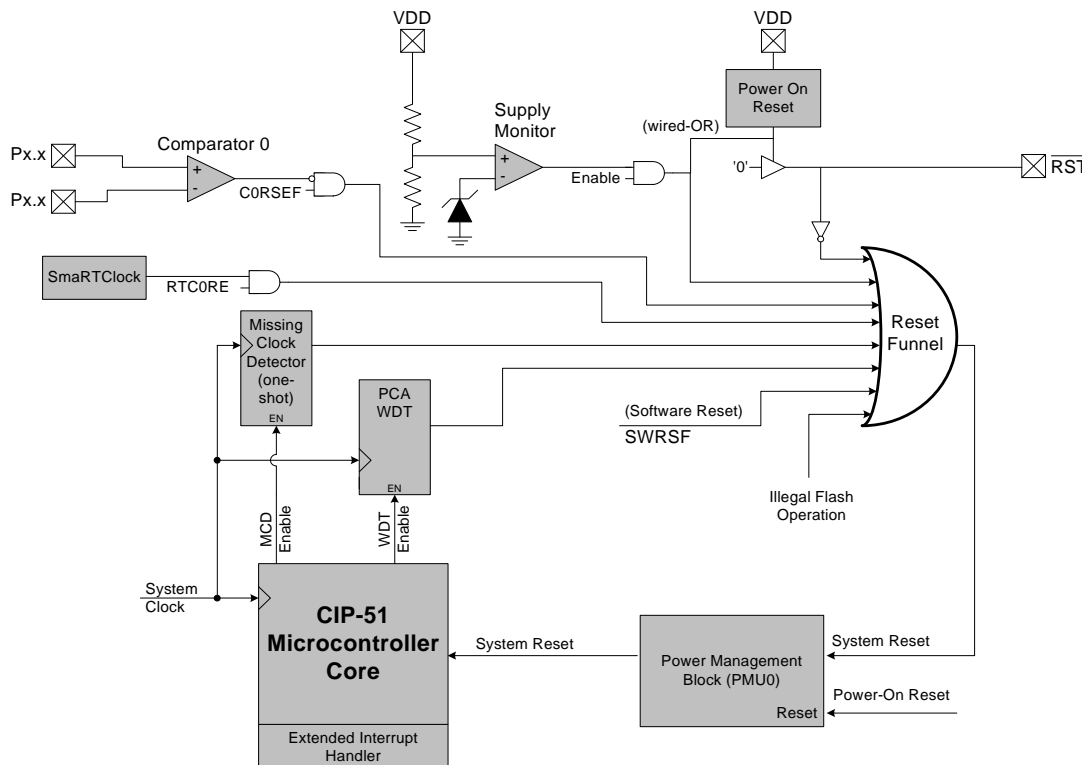 VDD
VDD
Power On
Reset
Supply
Monitor
(wired-OR)
Comparator 0
Px.x
+
-
Px.x
C0RSEF
+
-
Enable
'0'
RST
SmaRTClock
RTC0RE
Missing
Clock
Detector
(one-
shot)
EN
PCA
WDT
EN
Reset
Funnel
(Software Reset)
SWRSF
Illegal Flash
Operation
MCD
Enable
WDT
Enable
System
Clock
CIP-51
Microcontroller
Core
Extended Interrupt
Handler
System Reset
Power Management
Block (PMU0)
Reset
System Reset
Power-On Reset